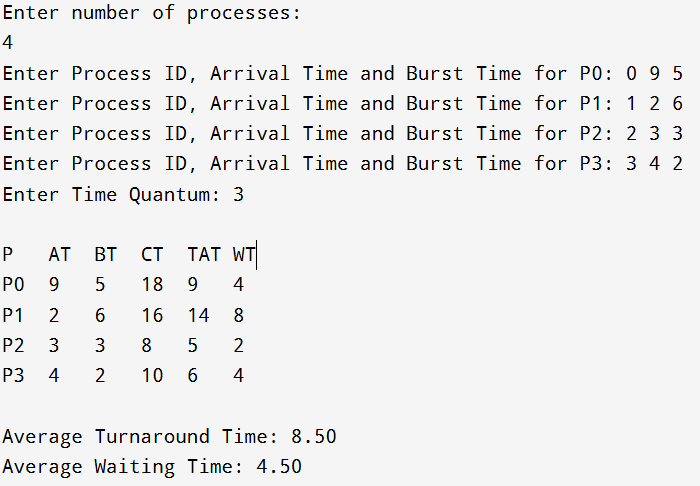 Enter number of processes:
4
Enter Process ID, Arrival Time and Burst Time for P0: 0 9 5
Enter Process ID, Arrival Time and Burst Time for P1: 1 2 6
Enter Process ID, Arrival Time and Burst Time for P2: 2 3 3
Enter Process ID, Arrival Time and Burst Time for P3: 3 4 2
Enter Time Quantum: 3
P AT BT CT TAT WT
P0 9 5 18 9 4
P1 2 6 16 14 8
P2 3 3 8 5 2
P3 4 2 10 6 4
Average Turnaround Time: 8.50
Average Waiting Time: 4.50